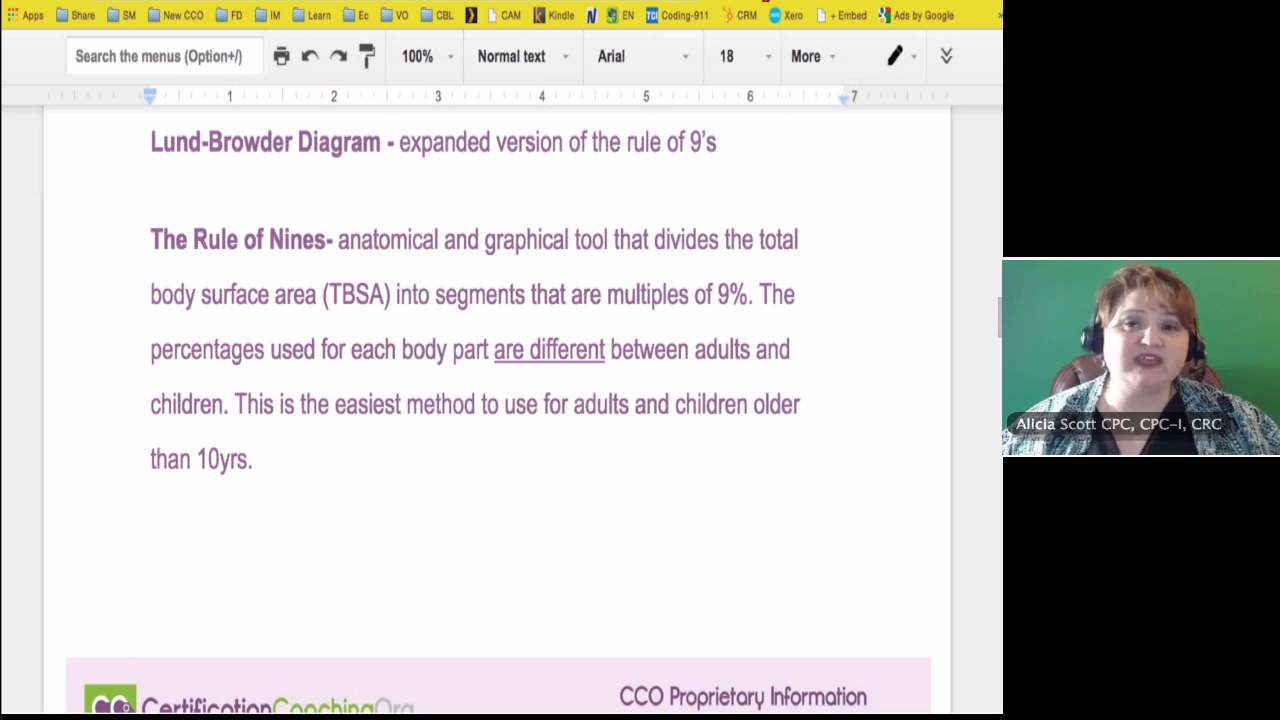 Apps Share SM New CCO FD IM Learn Ec VO CBL CAM Kindle N EN TCI Coding-911 CRM xero Xero + Embed Ads by Google »
Search the menus (Option+/) 100% Normal text Arial 18 More
1 2 3 4 5 6 7
Lund-Browder Diagram - expanded version of the rule of 9's
The Rule of Nines- anatomical and graphical tool that divides the total
body surface area (TBSA) into segments that are multiples of 9%. The
percentages used for each body part are different between adults and
children. This is the easiest method to use for adults and children older
than 10yrs.
Alicia Scott CPC, CPC-I, CRC
CCO CertificationCoachingOrg CCO Proprietary Information